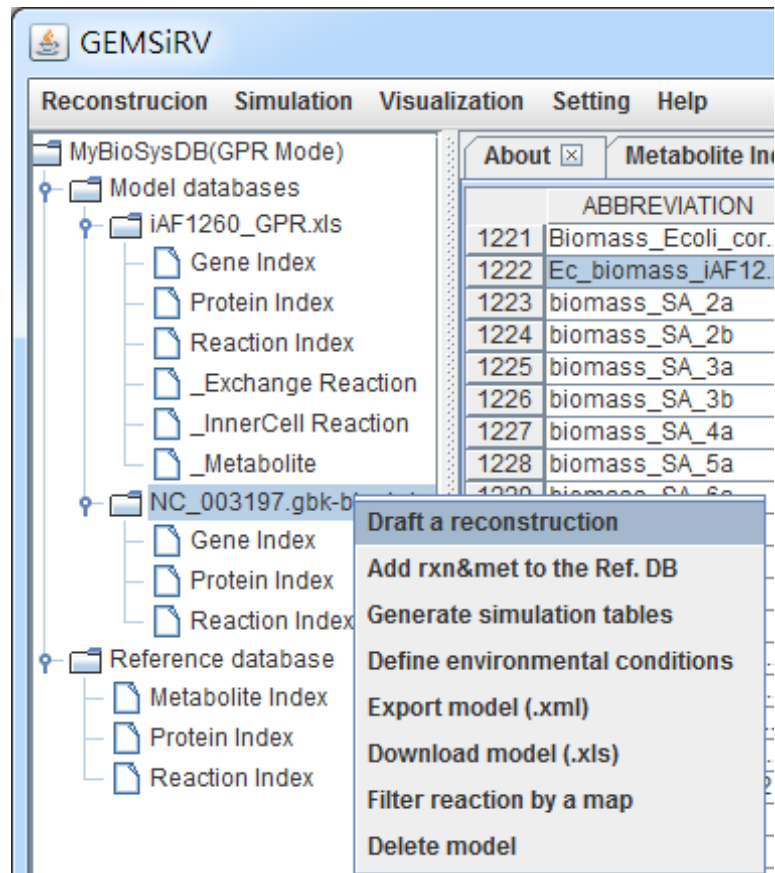 GEMSiRV
Reconstrucion Simulation Visualization Setting Help
MyBioSysDB(GPR Mode)
Model databases
iAF1260_GPR.xls
Gene Index
Protein Index
Reaction Index
_Exchange Reaction
_InnerCell Reaction
_Metabolite
NC_003197.gbk-b
Gene Index
Protein Index
Reaction Index
Reference database
Metabolite Index
Protein Index
Reaction Index
About Metabolite In
ABBREVIATION
1221 Biomass_Ecoli_cor...
1222 Ec_biomass_iAF12...
1223 biomass_SA_2a
1224 biomass_SA_2b
1225 biomass_SA_3a
1226 biomass_SA_3b
1227 biomass_SA_4a
1228 biomass_SA_5a
1229 biomass_SA_6a
Draft a reconstruction
Add rxn&met to the Ref. DB
Generate simulation tables
Define environmental conditions
Export model (.xml)
Download model (.xls)
Filter reaction by a map
Delete model